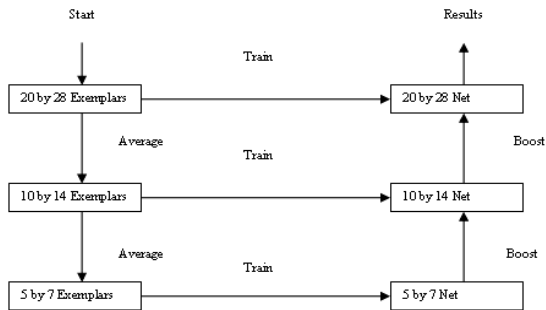 Start
Results
Train
20 by 28 Exemplars
20 by 28 Net
Average
Boost
Train
10 by 14 Exemplars
10 by 14 Net
Average
Boost
Train
5 by 7 Exemplars
5 by 7 Net